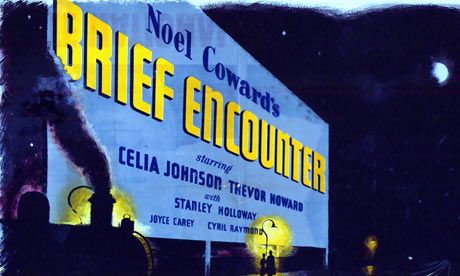 Noel Coward's
BRIEF ENCOUNTER
starring
CELIA JOHNSON TREVOR HOWARD
with
STANLEY HOLLOWAY
JOYCE CAREY CYRIL RAYMOND